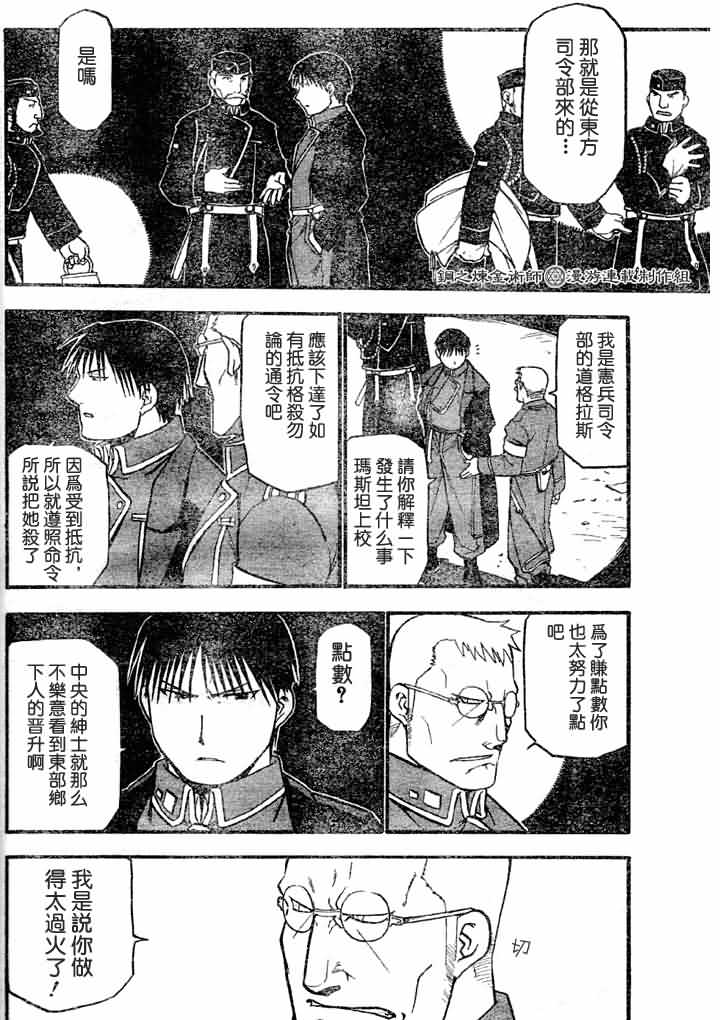 那就是從東方
司令部來的…
是嗎
鋼之煉金術師 漫游連載制作組
我是憲兵司令
部的道格拉斯
請你解釋一下
發生了什么事
瑪斯坦上校
應該下達了如
有抵抗格殺勿
論的通令吧
因爲受到抵抗，
所以就遵照命令
所説把她殺了
爲了賺點數你
也太努力了點
吧
點數？
中央的紳士就那么
不樂意看到東部鄉
下人的晋升啊
切
我是説你做
得太過火了！